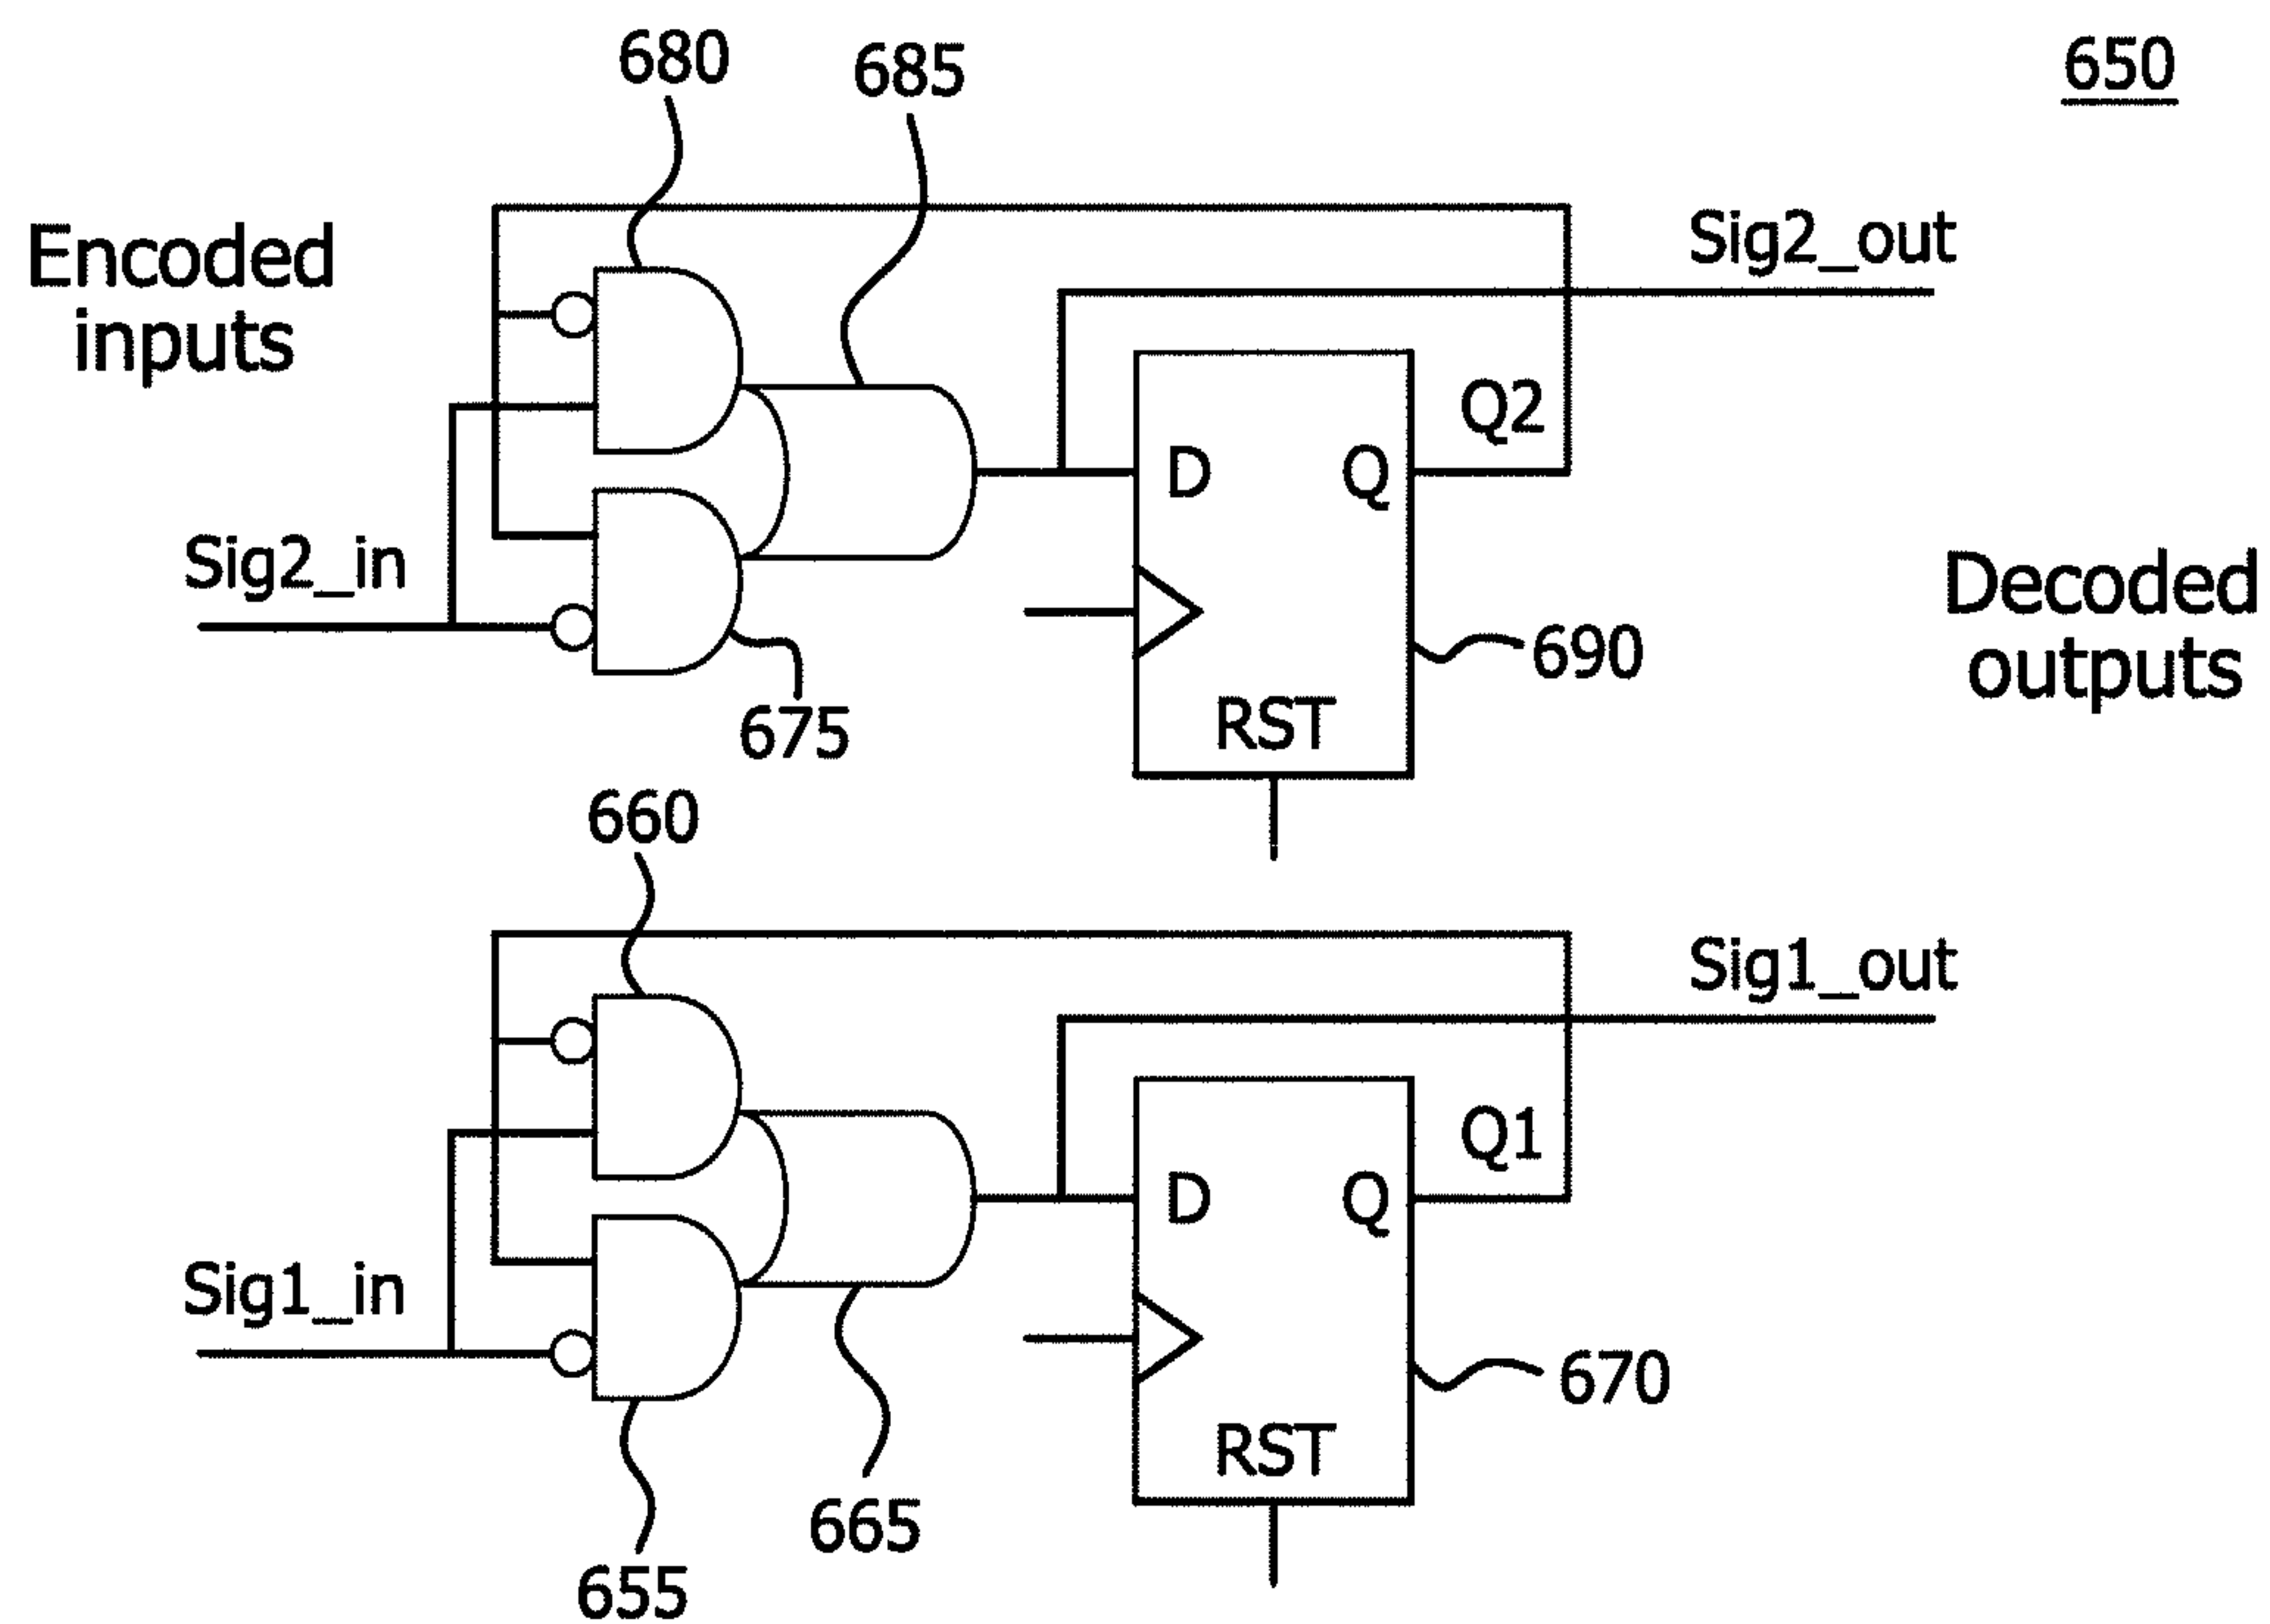 680
685
650
Encoded
inputs
Sig2_out
Q2
D
Q
Sig2_in
Decoded
outputs
690
RST
675
660
Sig1_out
Q1
D
Q
Sig1_in
670
RST
665
655